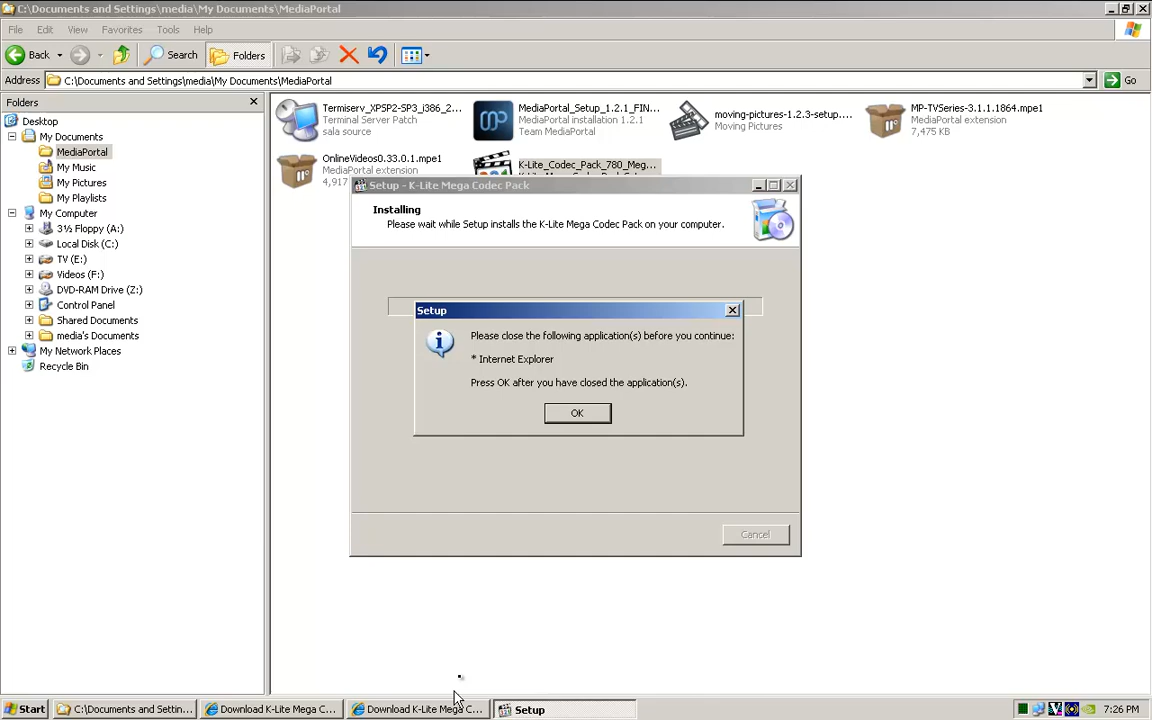 C:\Documents and Settings\media\My Documents\MediaPortal
File Edit View Favorites Tools Help
Back Search Folders
Address C:\Documents and Settings\media\My Documents\MediaPortal Go
Folders
Desktop
My Documents
MediaPortal
My Music
My Pictures
My Playlists
My Computer
3½ Floppy (A:)
Local Disk (C:)
TV (E:)
Videos (F:)
DVD-RAM Drive (Z:)
Control Panel
Shared Documents
media's Documents
My Network Places
Recycle Bin
Termiserv_XPSP2-SP3_i386_2...
Terminal Server Patch
sala source
MediaPortal_Setup_1.2.1_FIN...
MediaPortal installation 1.2.1
Team MediaPortal
moving-pictures-1.2.3-setup....
Moving Pictures
MP-TVSeries-3.1.1.1864.mpe1
MediaPortal extension
7,475 KB
OnlineVideos0.33.0.1.mpe1
MediaPortal extension
4,917
K-Lite_Codec_Pack_780_Meg...
Setup - K-Lite Mega Codec Pack
Installing
Please wait while Setup installs the K-Lite Mega Codec Pack on your computer.
Setup
Please close the following application(s) before you continue:
* Internet Explorer
Press OK after you have closed the application(s).
OK
Cancel
Start C:\Documents and Settin... Download K-Lite Mega C... Download K-Lite Mega C... Setup 7:26 PM